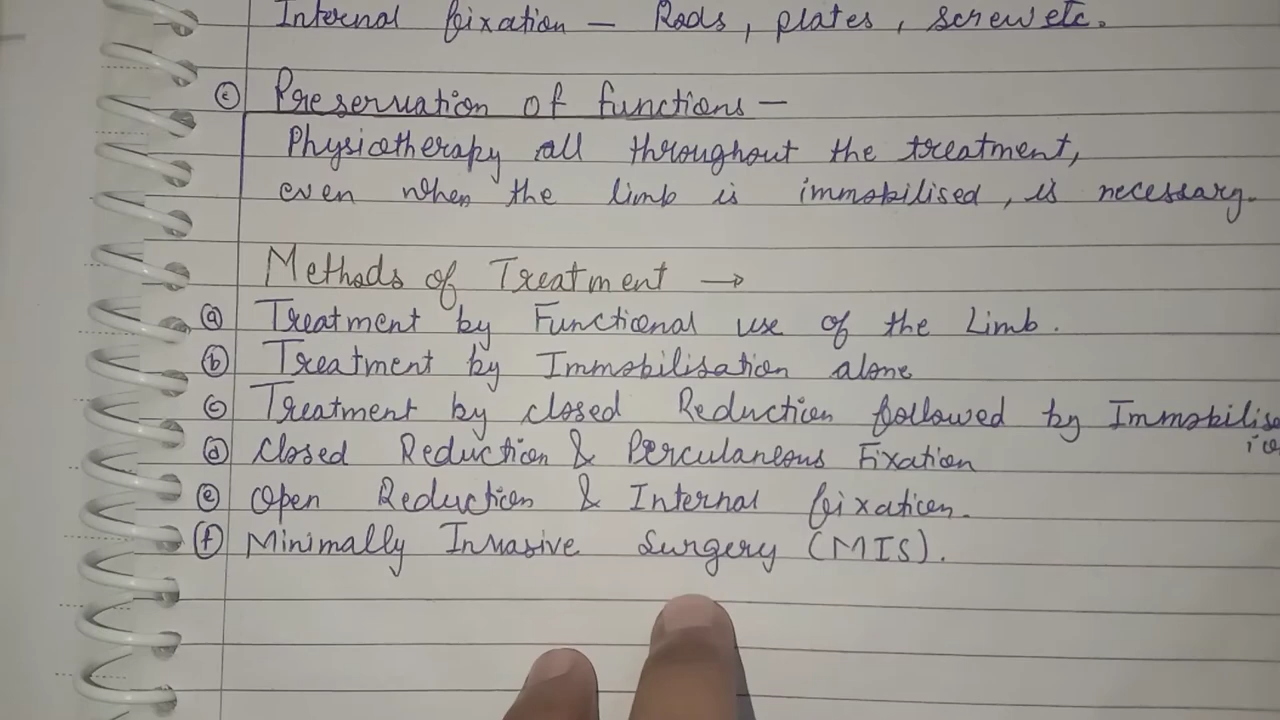 Internal fixation — Rods, plates, screw etc.
ⓒ Preservation of functions —
Physiotherapy all throughout the treatment,
even when the limb is immobilised, is necessary.
Methods of Treatment →
ⓐ Treatment by Functional use of the Limb.
ⓑ Treatment by Immobilisation alone
ⓒ Treatment by closed Reduction followed by Immobilisa
ⓓ Closed Reduction & Perculaneous Fixation
ⓔ Open Reduction & Internal fixation.
ⓕ Minimally Invasive Surgery (MIS).